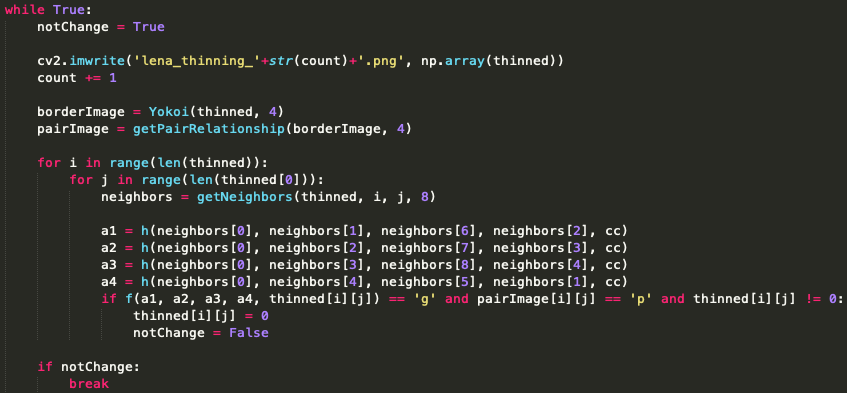 while True:
    notChange = True

    cv2.imwrite('lena_thinning_'+str(count)+'.png', np.array(thinned))
    count += 1

    borderImage = Yokoi(thinned, 4)
    pairImage = getPairRelationship(borderImage, 4)

    for i in range(len(thinned)):
        for j in range(len(thinned[0])):
            neighbors = getNeighbors(thinned, i, j, 8)

            a1 = h(neighbors[0], neighbors[1], neighbors[6], neighbors[2], cc)
            a2 = h(neighbors[0], neighbors[2], neighbors[7], neighbors[3], cc)
            a3 = h(neighbors[0], neighbors[3], neighbors[8], neighbors[4], cc)
            a4 = h(neighbors[0], neighbors[4], neighbors[5], neighbors[1], cc)
            if f(a1, a2, a3, a4, thinned[i][j]) == 'g' and pairImage[i][j] == 'p' and thinned[i][j] != 0:
                thinned[i][j] = 0
                notChange = False

    if notChange:
        break